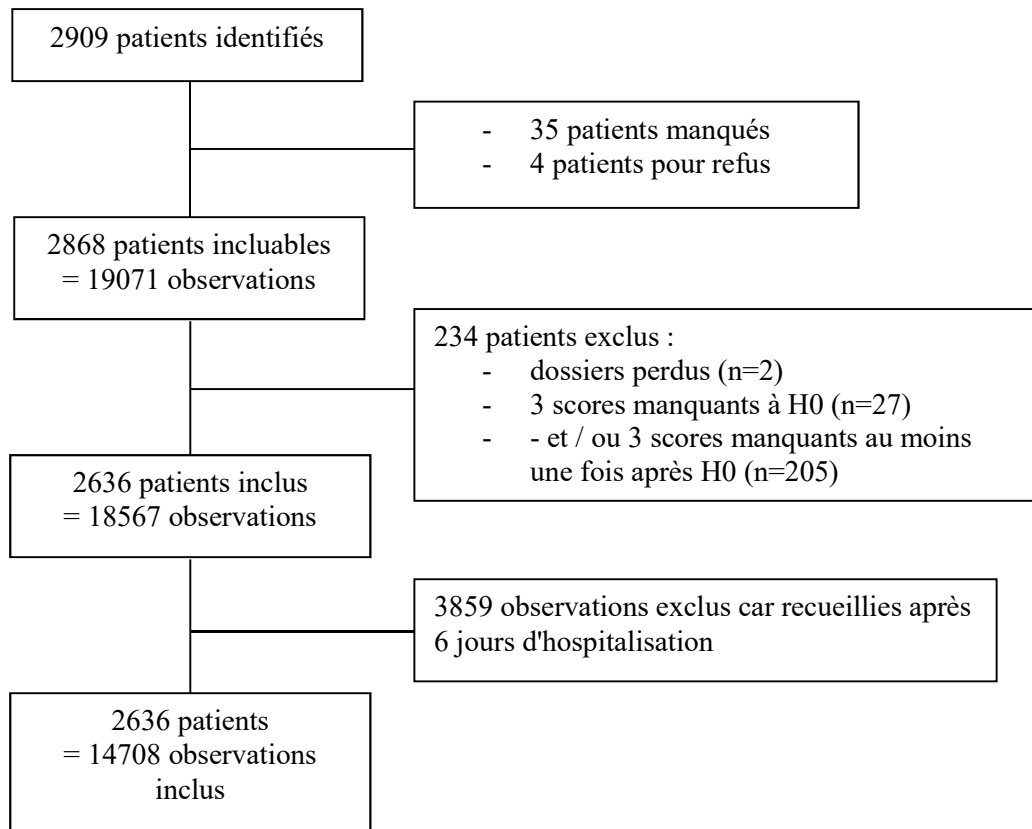 2909 patients identifiés
- 35 patients manqués
- 4 patients pour refus
2868 patients incluables
= 19071 observations
234 patients exclus :
- dossiers perdus (n=2)
- 3 scores manquants à H0 (n=27)
- - et / ou 3 scores manquants au moins
une fois après H0 (n=205)
2636 patients inclus
= 18567 observations
3859 observations exclus car recueillies après
6 jours d'hospitalisation
2636 patients
= 14708 observations
inclus